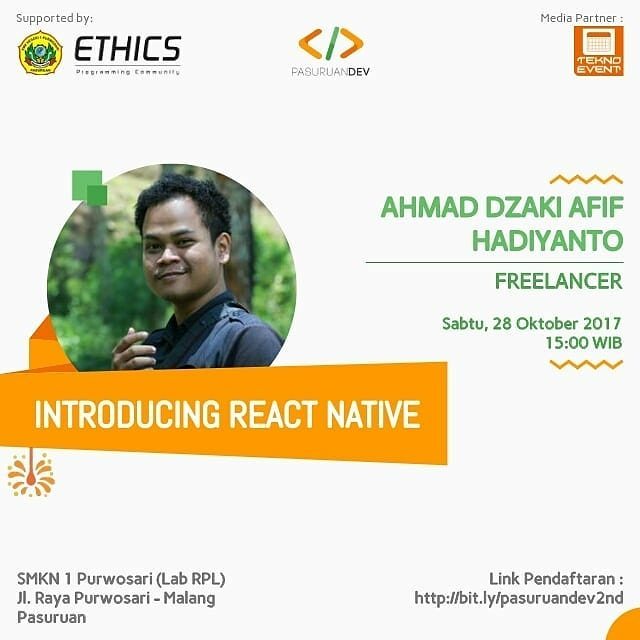 Supported by:
ETHICS
Programming Community
PASURUAN
PASURUANDEV
Media Partner :
TEKNO
EVENT
AHMAD DZAKI AFIF
HADIYANTO
FREELANCER
Sabtu, 28 Oktober 2017
15:00 WIB
INTRODUCING REACT NATIVE
SMKN 1 Purwosari (Lab RPL)
Jl. Raya Purwosari - Malang
Pasuruan
Link Pendaftaran :
http://bit.ly/pasuruandev2nd